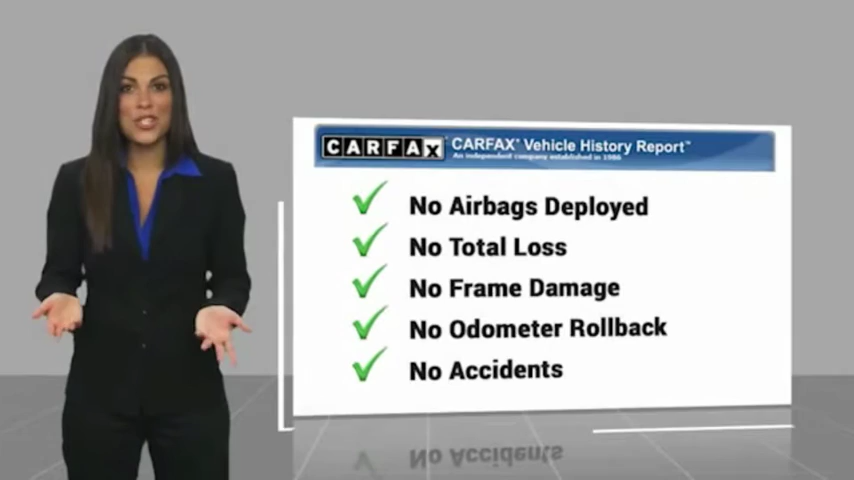 CARFAX CARFAX® Vehicle History Report™
An independent company established in 1986
No Airbags Deployed
No Total Loss
No Frame Damage
No Odometer Rollback
No Accidents
No Accidents